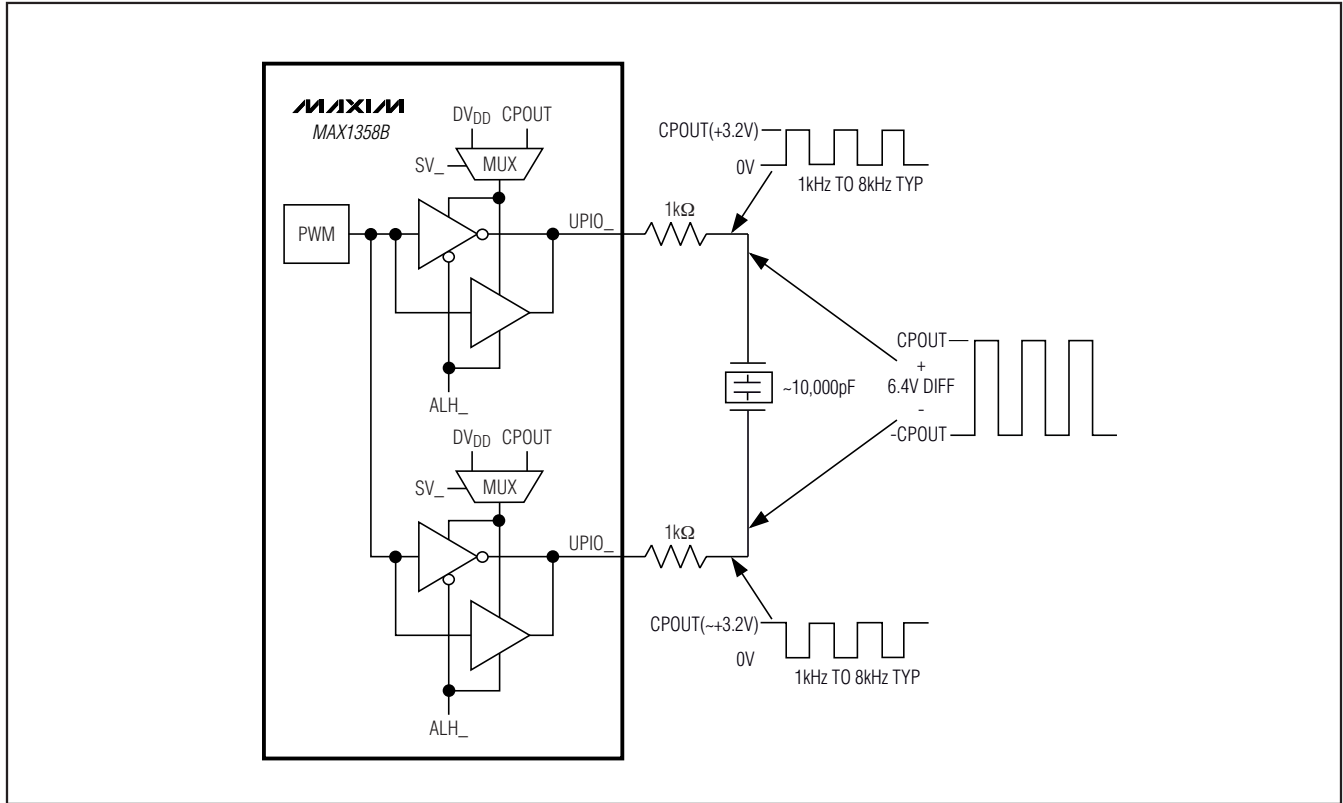 MAXIM
MAX1358B
DVDD CPOUT
SV_ MUX
PWM
UPIO_
1kΩ
ALH_
DVDD CPOUT
SV_ MUX
UPIO_
1kΩ
ALH_
CPOUT(+3.2V)
0V
1kHz TO 8kHz TYP
~10,000pF
CPOUT
+
6.4V DIFF
-
-CPOUT
CPOUT(~+3.2V)
0V
1kHz TO 8kHz TYP